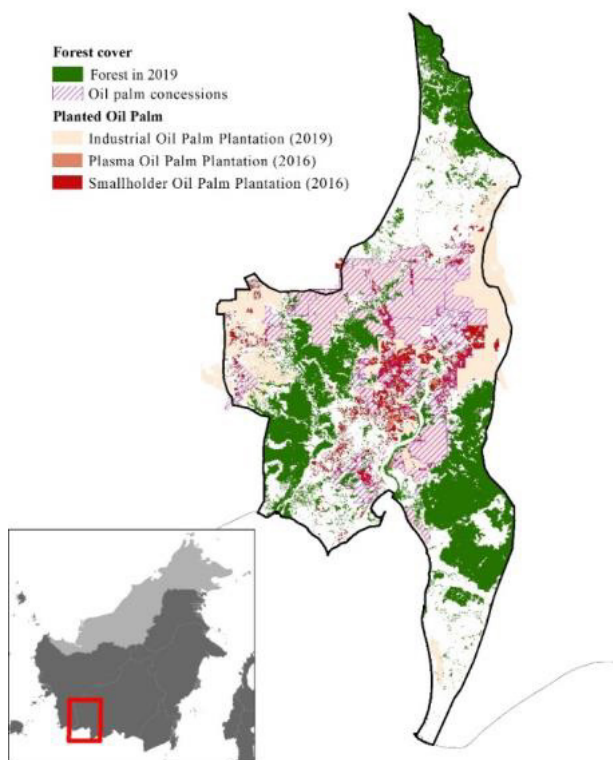 Forest cover
Forest in 2019
Oil palm concessions
Planted Oil Palm
Industrial Oil Palm Plantation (2019)
Plasma Oil Palm Plantation (2016)
Smallholder Oil Palm Plantation (2016)